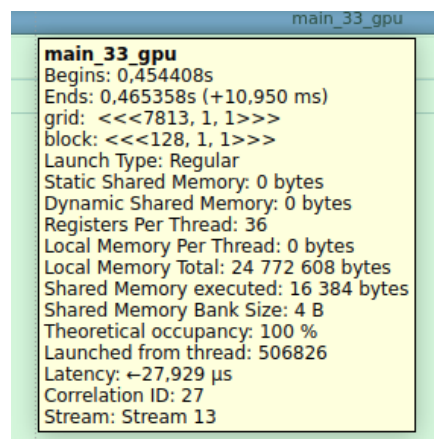 main_33_gpu
main_33_gpu
Begins: 0,454408s
Ends: 0,465358s (+10,950 ms)
grid:  <<<7813, 1, 1>>>
block: <<<128, 1, 1>>>
Launch Type: Regular
Static Shared Memory: 0 bytes
Dynamic Shared Memory: 0 bytes
Registers Per Thread: 36
Local Memory Per Thread: 0 bytes
Local Memory Total: 24 772 608 bytes
Shared Memory executed: 16 384 bytes
Shared Memory Bank Size: 4 B
Theoretical occupancy: 100 %
Launched from thread: 506826
Latency: ←27,929 μs
Correlation ID: 27
Stream: Stream 13